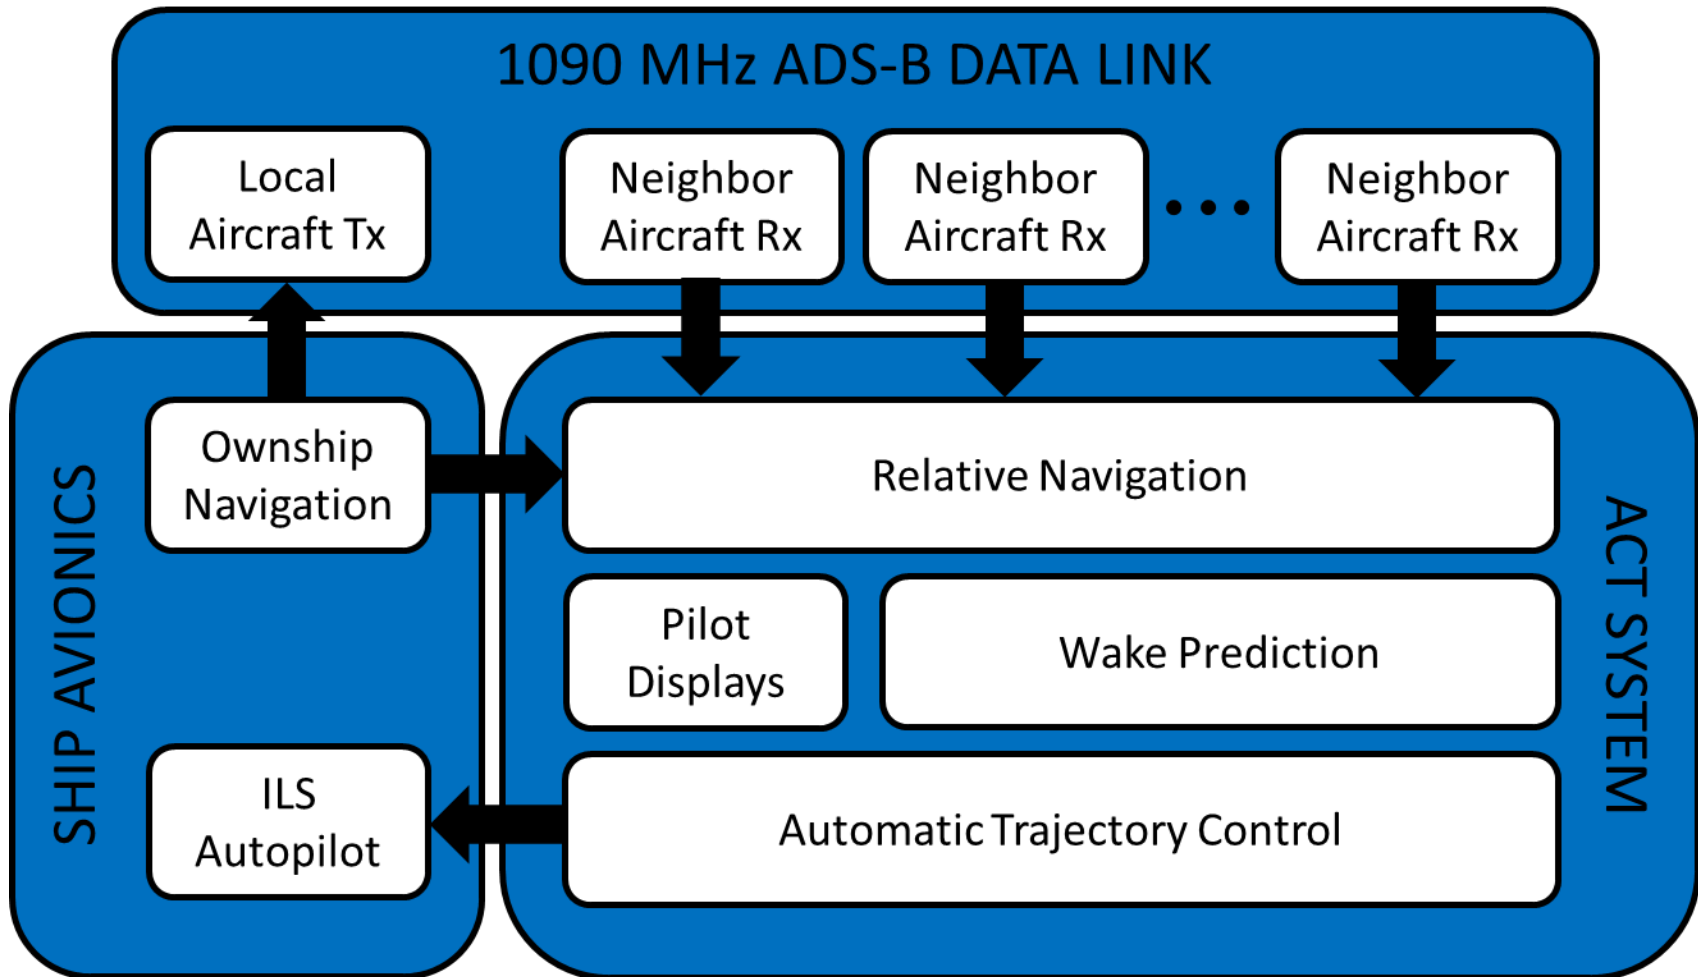 1090 MHz ADS-B DATA LINK
Local
Aircraft Tx
Neighbor
Aircraft Rx
Neighbor
Aircraft Rx
Neighbor
Aircraft Rx
SHIP AVIONICS
Ownship
Navigation
ILS
Autopilot
Relative Navigation
Pilot
Displays
Wake Prediction
Automatic Trajectory Control
ACT SYSTEM